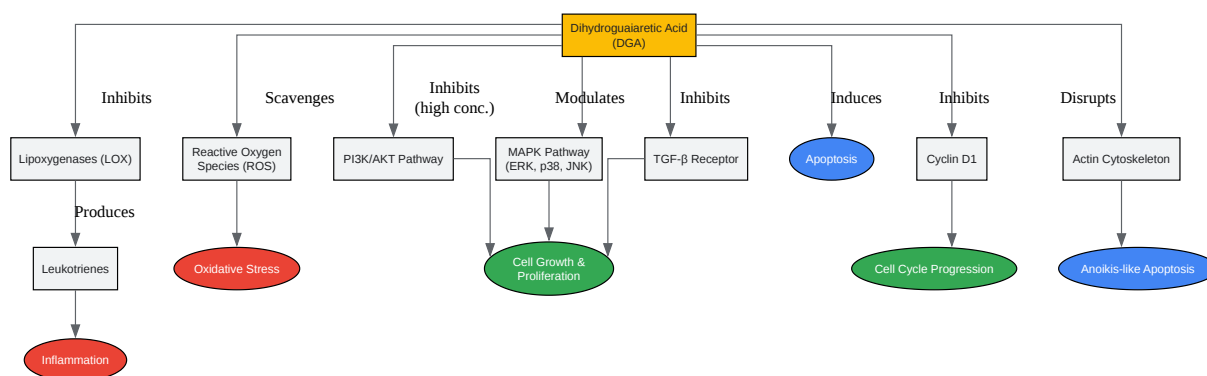 Dihydroguaiaretic Acid
(DGA)
Inhibits
Scavenges
Inhibits
(high conc.)
Modulates
Inhibits
Induces
Inhibits
Disrupts
Lipoxygenases (LOX)
Reactive Oxygen
Species (ROS)
PI3K/AKT Pathway
MAPK Pathway
(ERK, p38, JNK)
TGF-β Receptor
Apoptosis
Cyclin D1
Actin Cytoskeleton
Produces
Leukotrienes
Oxidative Stress
Cell Growth &
Proliferation
Cell Cycle Progression
Anoikis-like Apoptosis
Inflammation